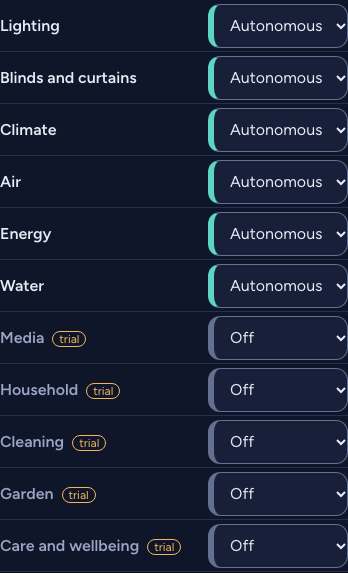 Lighting Autonomous
Blinds and curtains Autonomous
Climate Autonomous
Air Autonomous
Energy Autonomous
Water Autonomous
Media trial Off
Household trial Off
Cleaning trial Off
Garden trial Off
Care and wellbeing trial Off